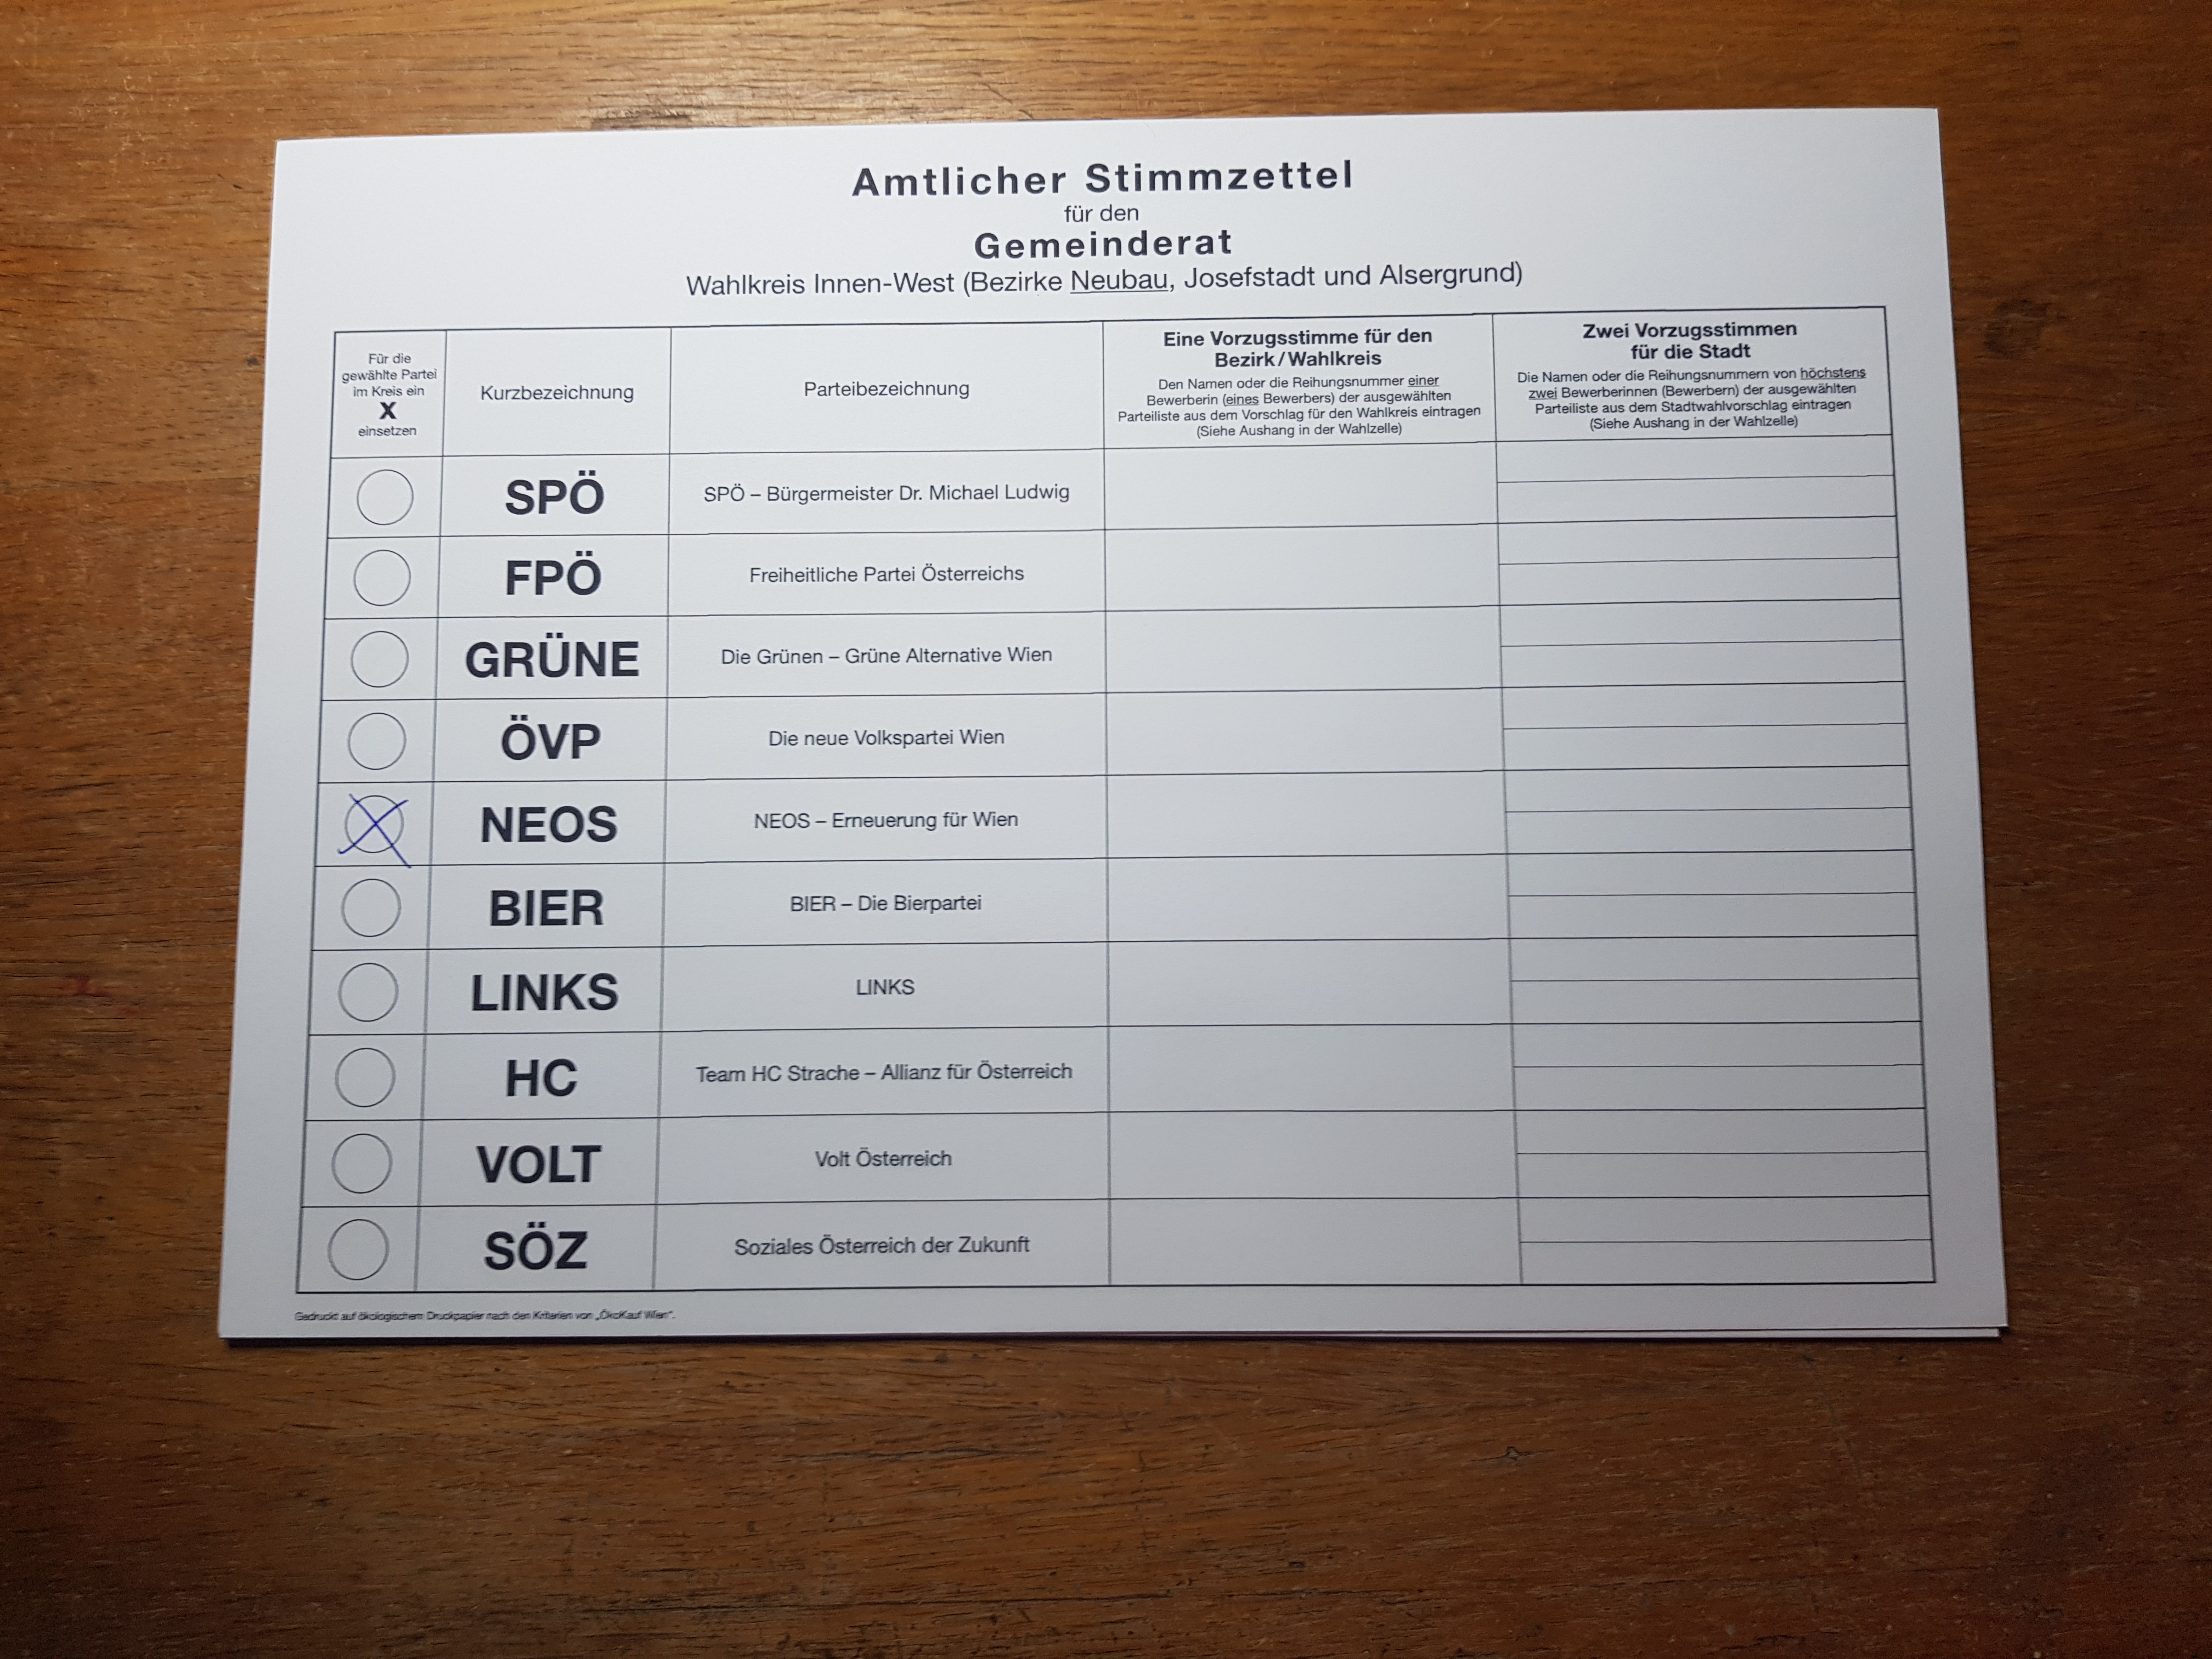 Amtlicher Stimmzettel
für den
Gemeinderat
Wahlkreis Innen-West (Bezirke Neubau, Josefstadt und Alsergrund)
Für die
gewählte Partei
im Kreis ein
X
einsetzen
Kurzbezeichnung
Parteibezeichnung
Eine Vorzugsstimme für den
Bezirk/Wahlkreis
Den Namen oder die Reihungsnummer einer
Bewerberin (eines Bewerbers) der ausgewählten
Parteiliste aus dem Vorschlag für den Wahlkreis eintragen
(Siehe Aushang in der Wahlzelle)
Zwei Vorzugsstimmen
für die Stadt
Die Namen oder die Reihungsnummern von höchstens
zwei Bewerberinnen (Bewerbern) der ausgewählten
Parteiliste aus dem Stadtwahlvorschlag eintragen
(Siehe Aushang in der Wahlzelle)
SPÖ SPÖ – Bürgermeister Dr. Michael Ludwig
FPÖ Freiheitliche Partei Österreichs
GRÜNE Die Grünen – Grüne Alternative Wien
ÖVP Die neue Volkspartei Wien
X NEOS NEOS – Erneuerung für Wien
BIER BIER – Die Bierpartei
LINKS LINKS
HC Team HC Strache – Allianz für Österreich
VOLT Volt Österreich
SÖZ Soziales Österreich der Zukunft
Gedruckt auf ökologischem Druckpapier nach den Kriterien von „ÖkoKauf Wien“.